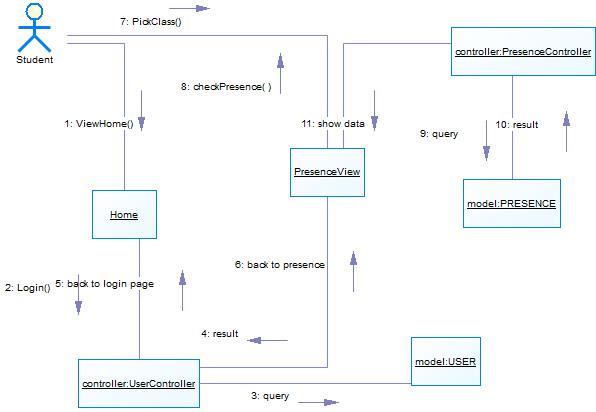 7: PickClass()
controller:PresenceController
Student
8: checkPresence( )
1: ViewHome()
11: show data
9: query
10: result
PresenceView
model:PRESENCE
Home
6: back to presence
2: Login()
5: back to login page
4: result
model:USER
controller:UserController
3: query